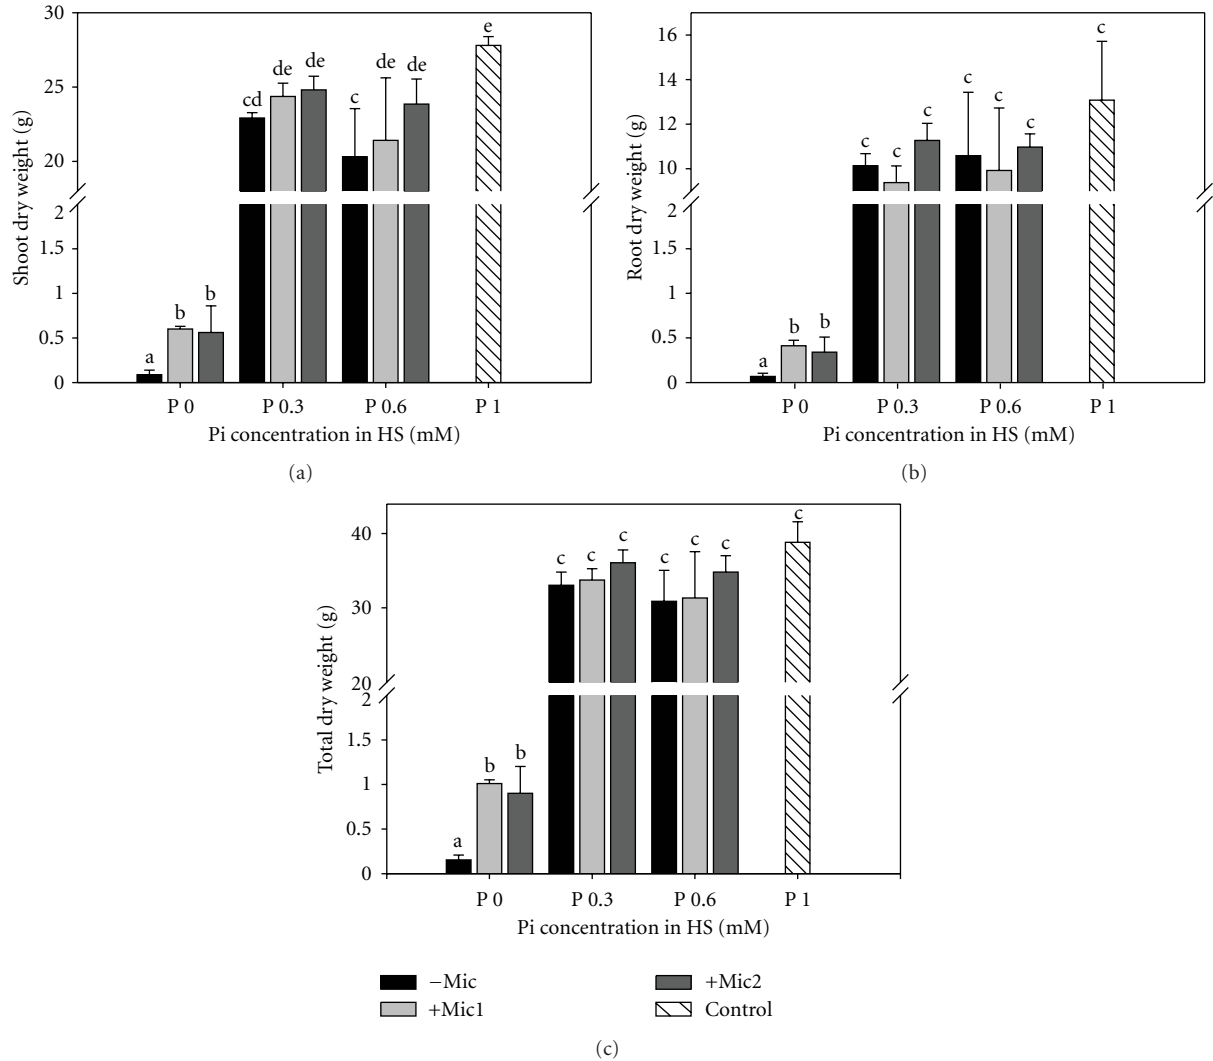 30
25
20
2
1.5
1
0.5
0
Shoot dry weight (g)
a
b
b
cd
de
de
c
de
de
e
P 0
P 0.3
P 0.6
P 1
Pi concentration in HS (mM)
(a)
16
14
12
10
2
1.5
1
0.5
0
Root dry weight (g)
a
b
b
c
c
c
c
c
c
c
P 0
P 0.3
P 0.6
P 1
Pi concentration in HS (mM)
(b)
40
30
20
2
1.5
1
0.5
0
Total dry weight (g)
a
b
b
c
c
c
c
c
c
c
P 0
P 0.3
P 0.6
P 1
Pi concentration in HS (mM)
−Mic
+Mic1
+Mic2
Control
(c)